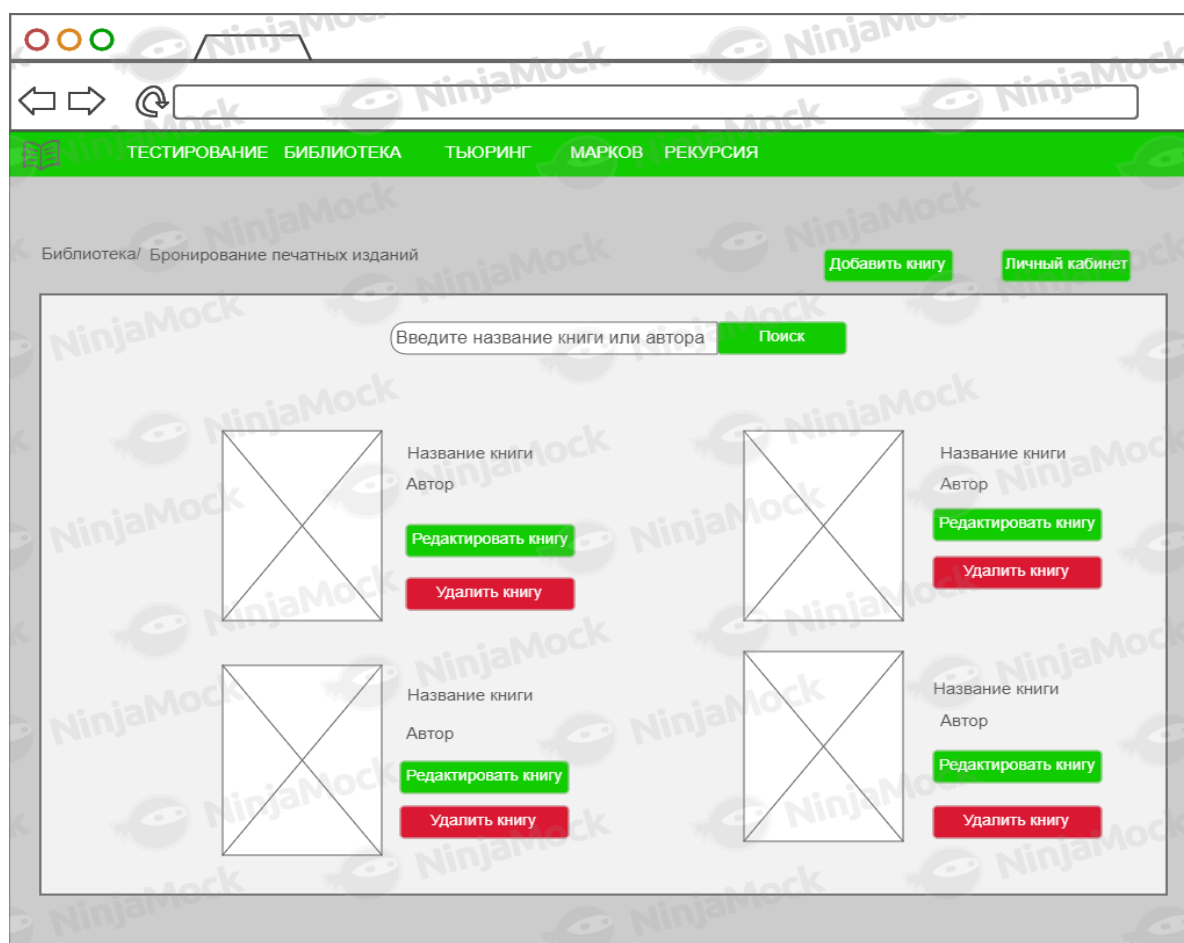 ТЕСТИРОВАНИЕ БИБЛИОТЕКА ТЬЮРИНГ МАРКОВ РЕКУРСИЯ
Библиотека/ Бронирование печатных изданий
Добавить книгу
Личный кабинет
Введите название книги или автора
Поиск
Название книги
Автор
Редактировать книгу
Удалить книгу
Название книги
Автор
Редактировать книгу
Удалить книгу
Название книги
Автор
Редактировать книгу
Удалить книгу
Название книги
Автор
Редактировать книгу
Удалить книгу
NinjaMock